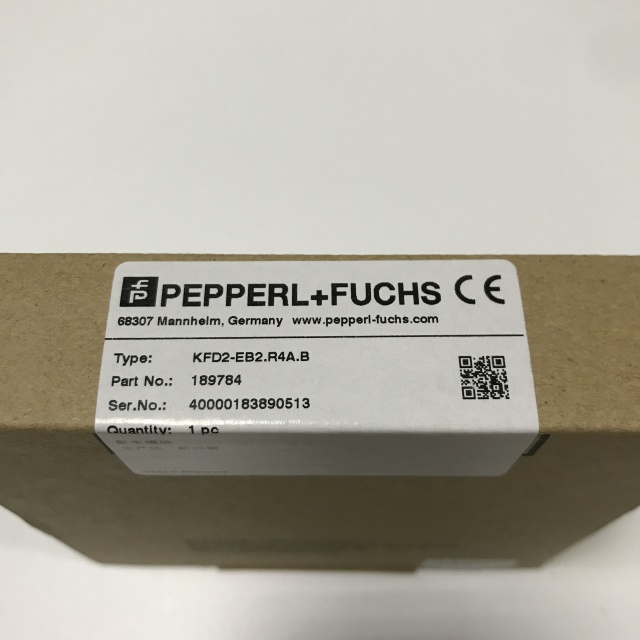 PEPPERL+FUCHS CE
68307 Mannheim, Germany www.pepperl-fuchs.com
Type: KFD2-EB2.R4A.B
Part No.: 189784
Ser.No.: 40000183890513
Quantity: 1 pc